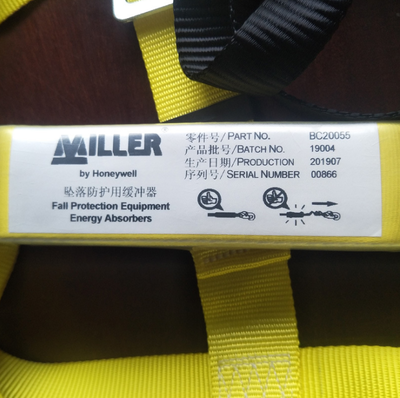 MILLER
by Honeywell
坠落防护用缓冲器
Fall Protection Equipment
Energy Absorbers
零件号/PART NO. BC20055
产品批号/BATCH NO. 19004
生产日期/PRODUCTION 201907
序列号/SERIAL NUMBER 00866